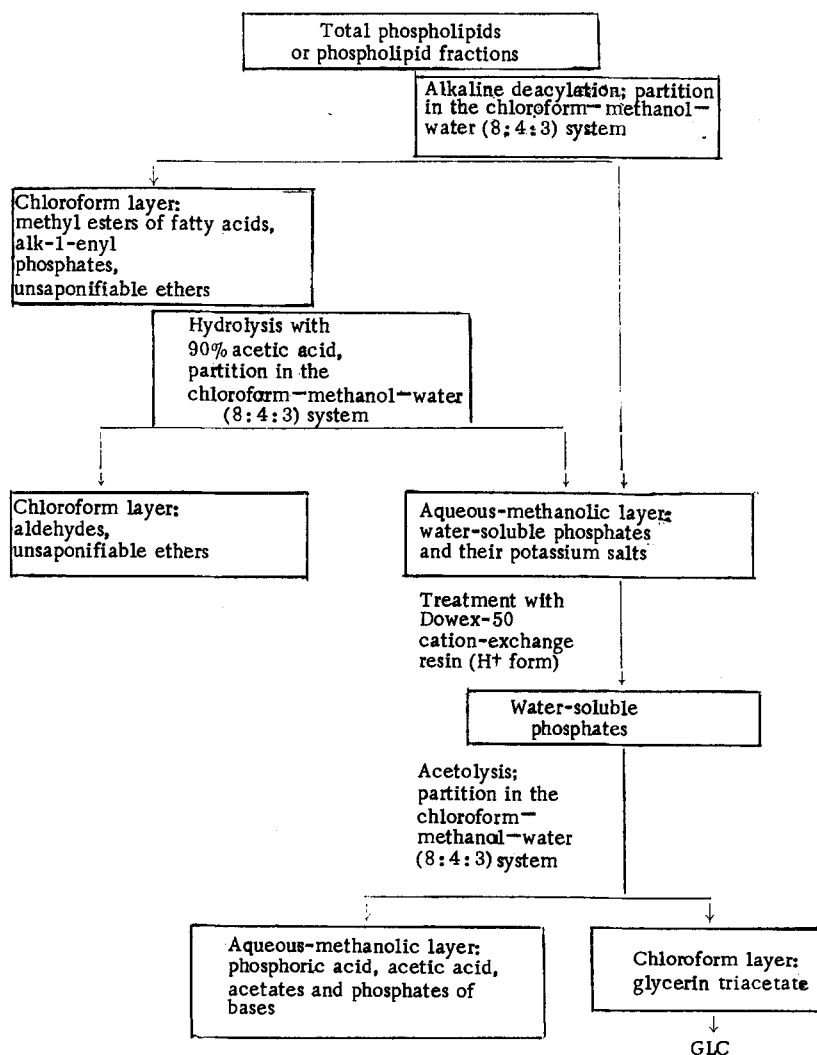 Total phospholipids
or phospholipid fractions
Alkaline deacylation; partition
in the chloroform—methanol—
water (8:4:3) system
Chloroform layer:
methyl esters of fatty acids,
alk-1-enyl
phosphates,
unsaponifiable ethers
Hydrolysis with
90% acetic acid,
partition in the
chloroform—methanol—water
(8:4:3) system
Chloroform layer:
aldehydes,
unsaponifiable ethers
Aqueous-methanolic layer:
water-soluble phosphates
and their potassium salts
Treatment with
Dowex-50
cation-exchange
resin (H+ form)
Water-soluble
phosphates
Acetolysis;
partition in the
chloroform—
methanol—water
(8:4:3) system
Aqueous-methanolic layer:
phosphoric acid, acetic acid,
acetates and phosphates of
bases
Chloroform layer:
glycerin triacetate
GLC